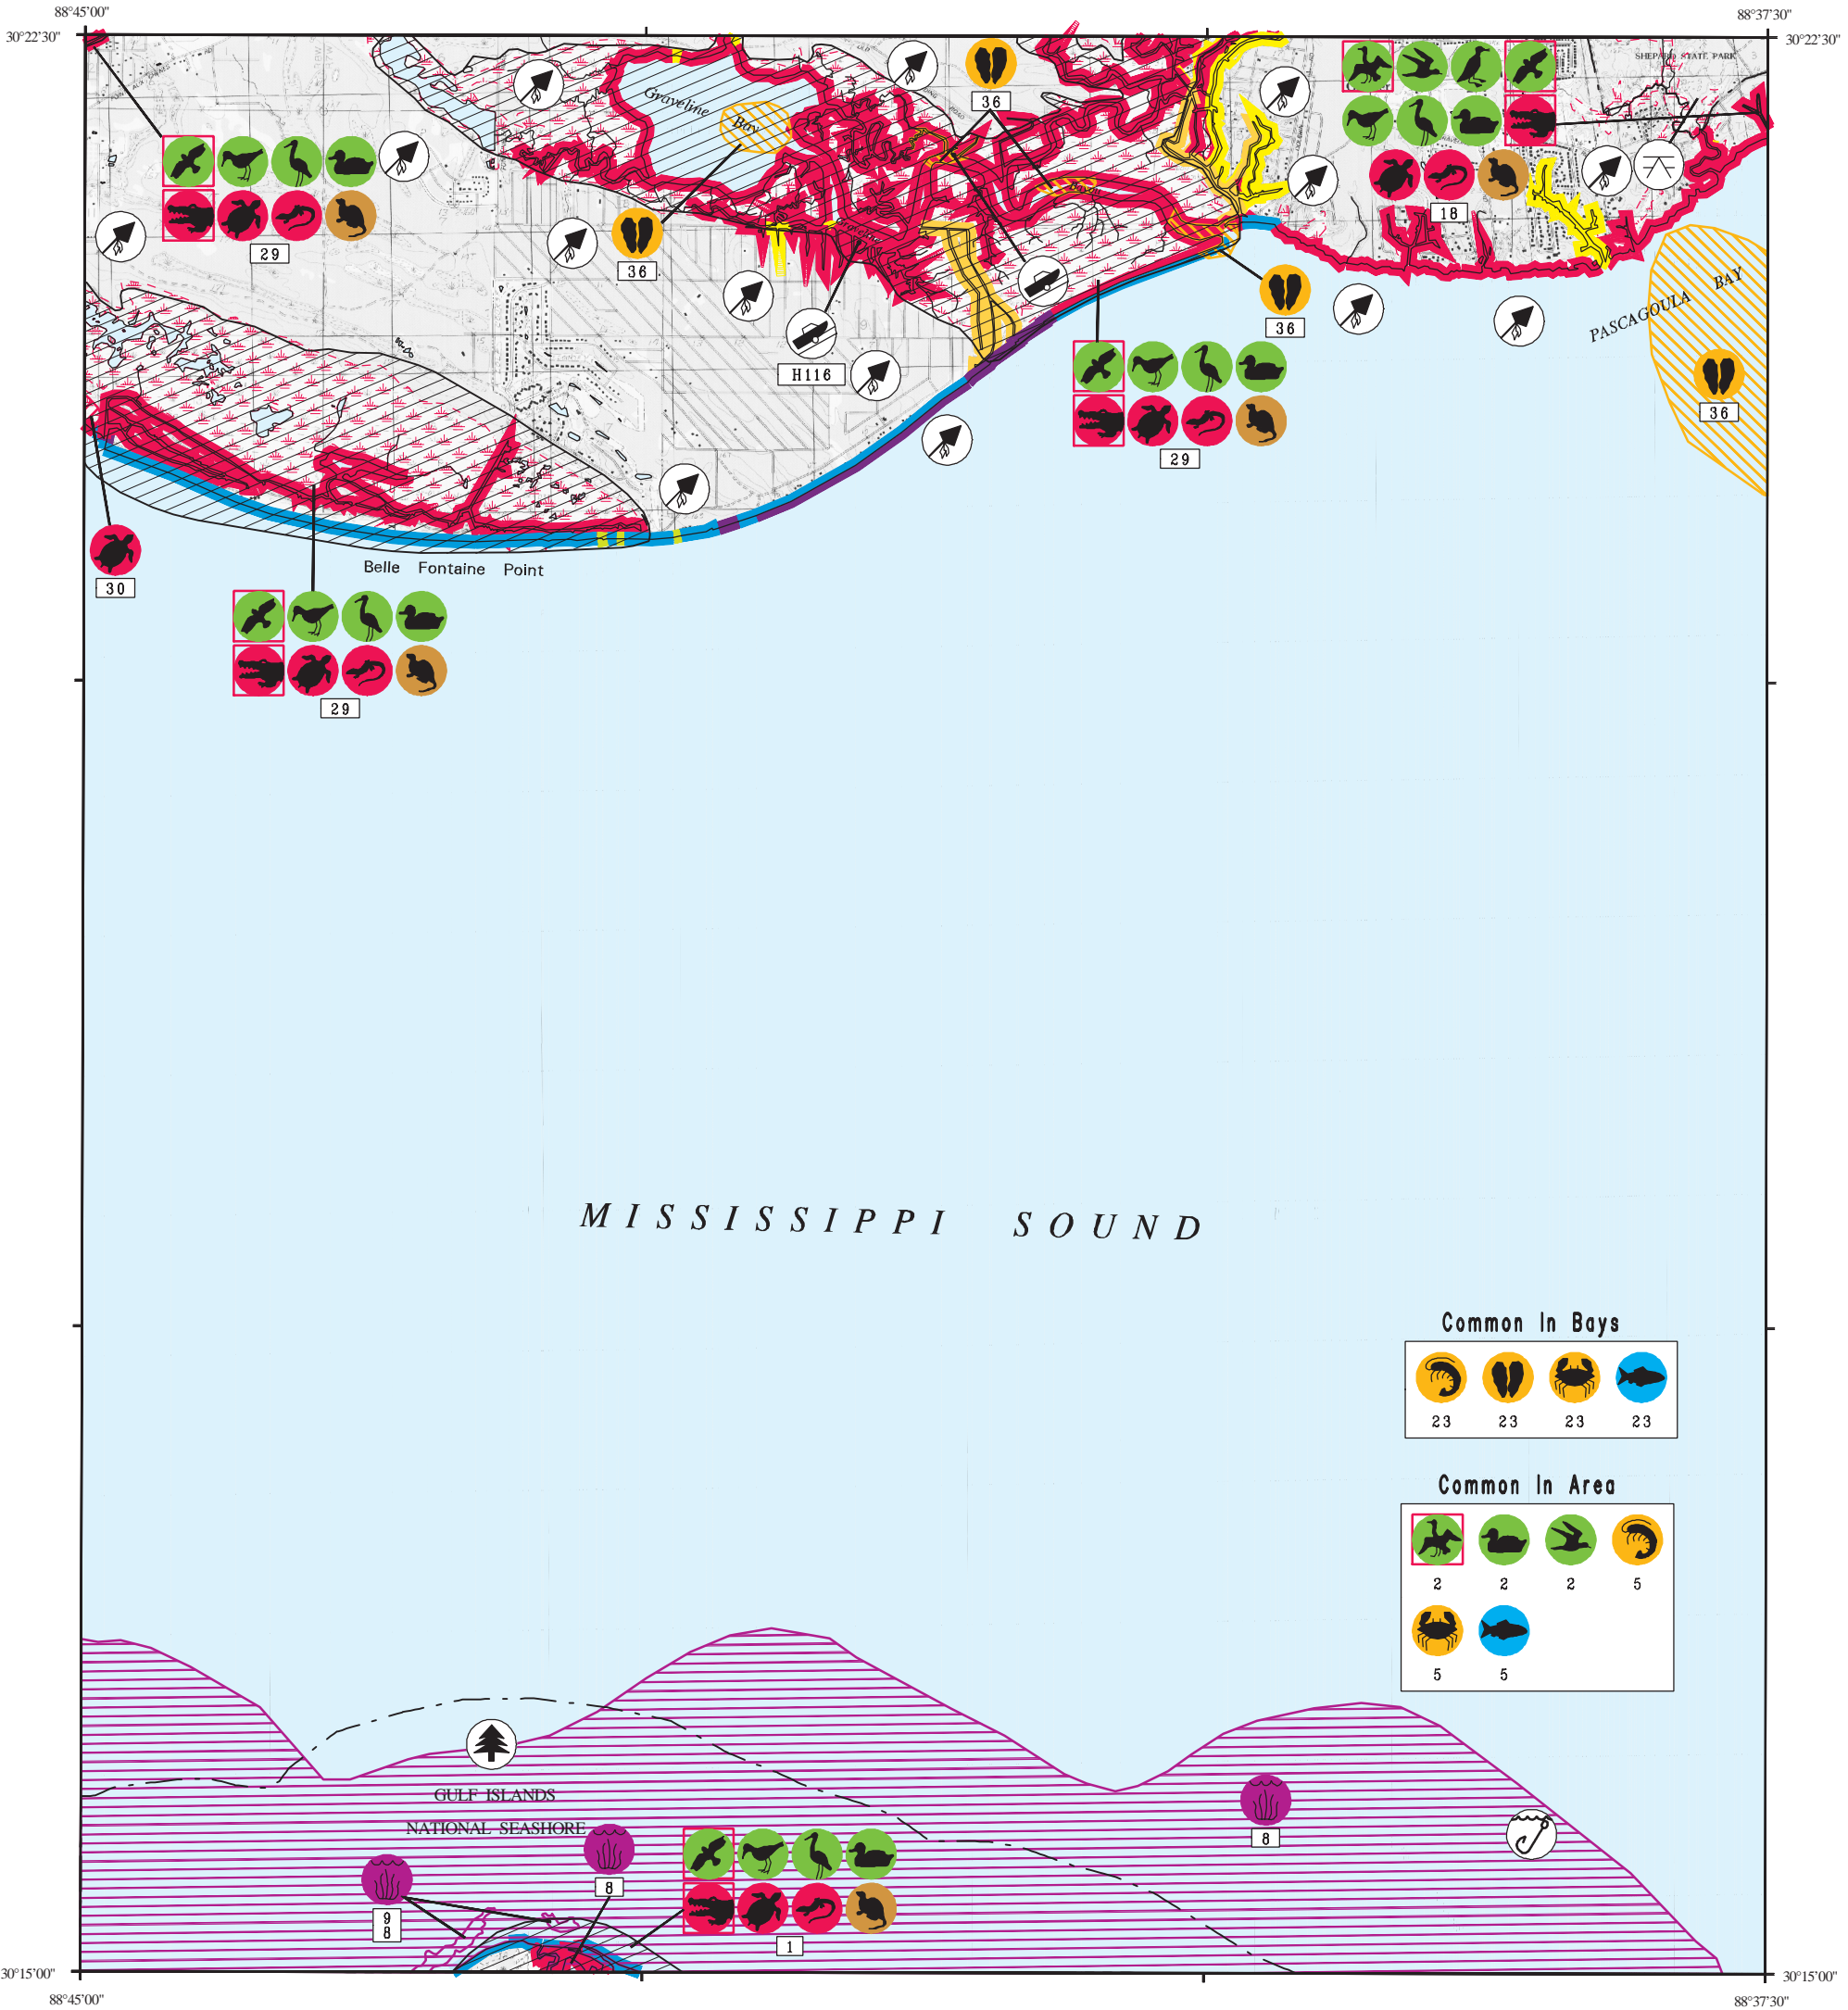 88°45'00"
88°37'30"
30°22'30"
30°22'30"
SHEPARD STATE PARK
Graveline
Bay
36
29
36
18
Graveline
Bayou
H116
36
PASCAGOULA BAY
36
29
30
Belle Fontaine Point
29
MISSISSIPPI SOUND
Common In Bays
23 23 23 23
Common In Area
2 2 2 5
5 5
GULF ISLANDS
NATIONAL SEASHORE
8
8
9
8
1
30°15'00"
30°15'00"
88°45'00"
88°37'30"